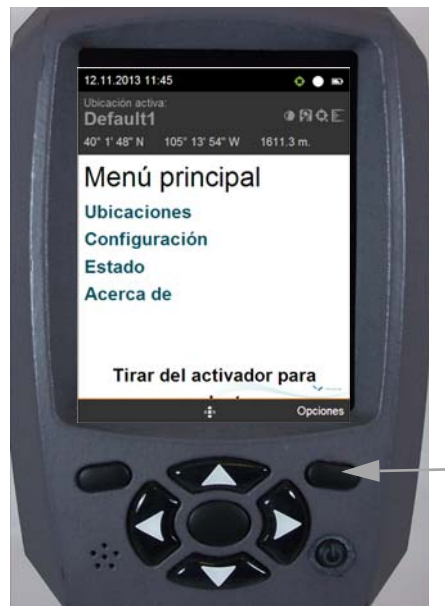 12.11.2013 11:45
Ubicación activa:
Default1
40° 1' 48" N 105° 13' 54" W 1611.3 m.
Menú principal
Ubicaciones
Configuración
Estado
Acerca de
Tirar del activador para
Opciones